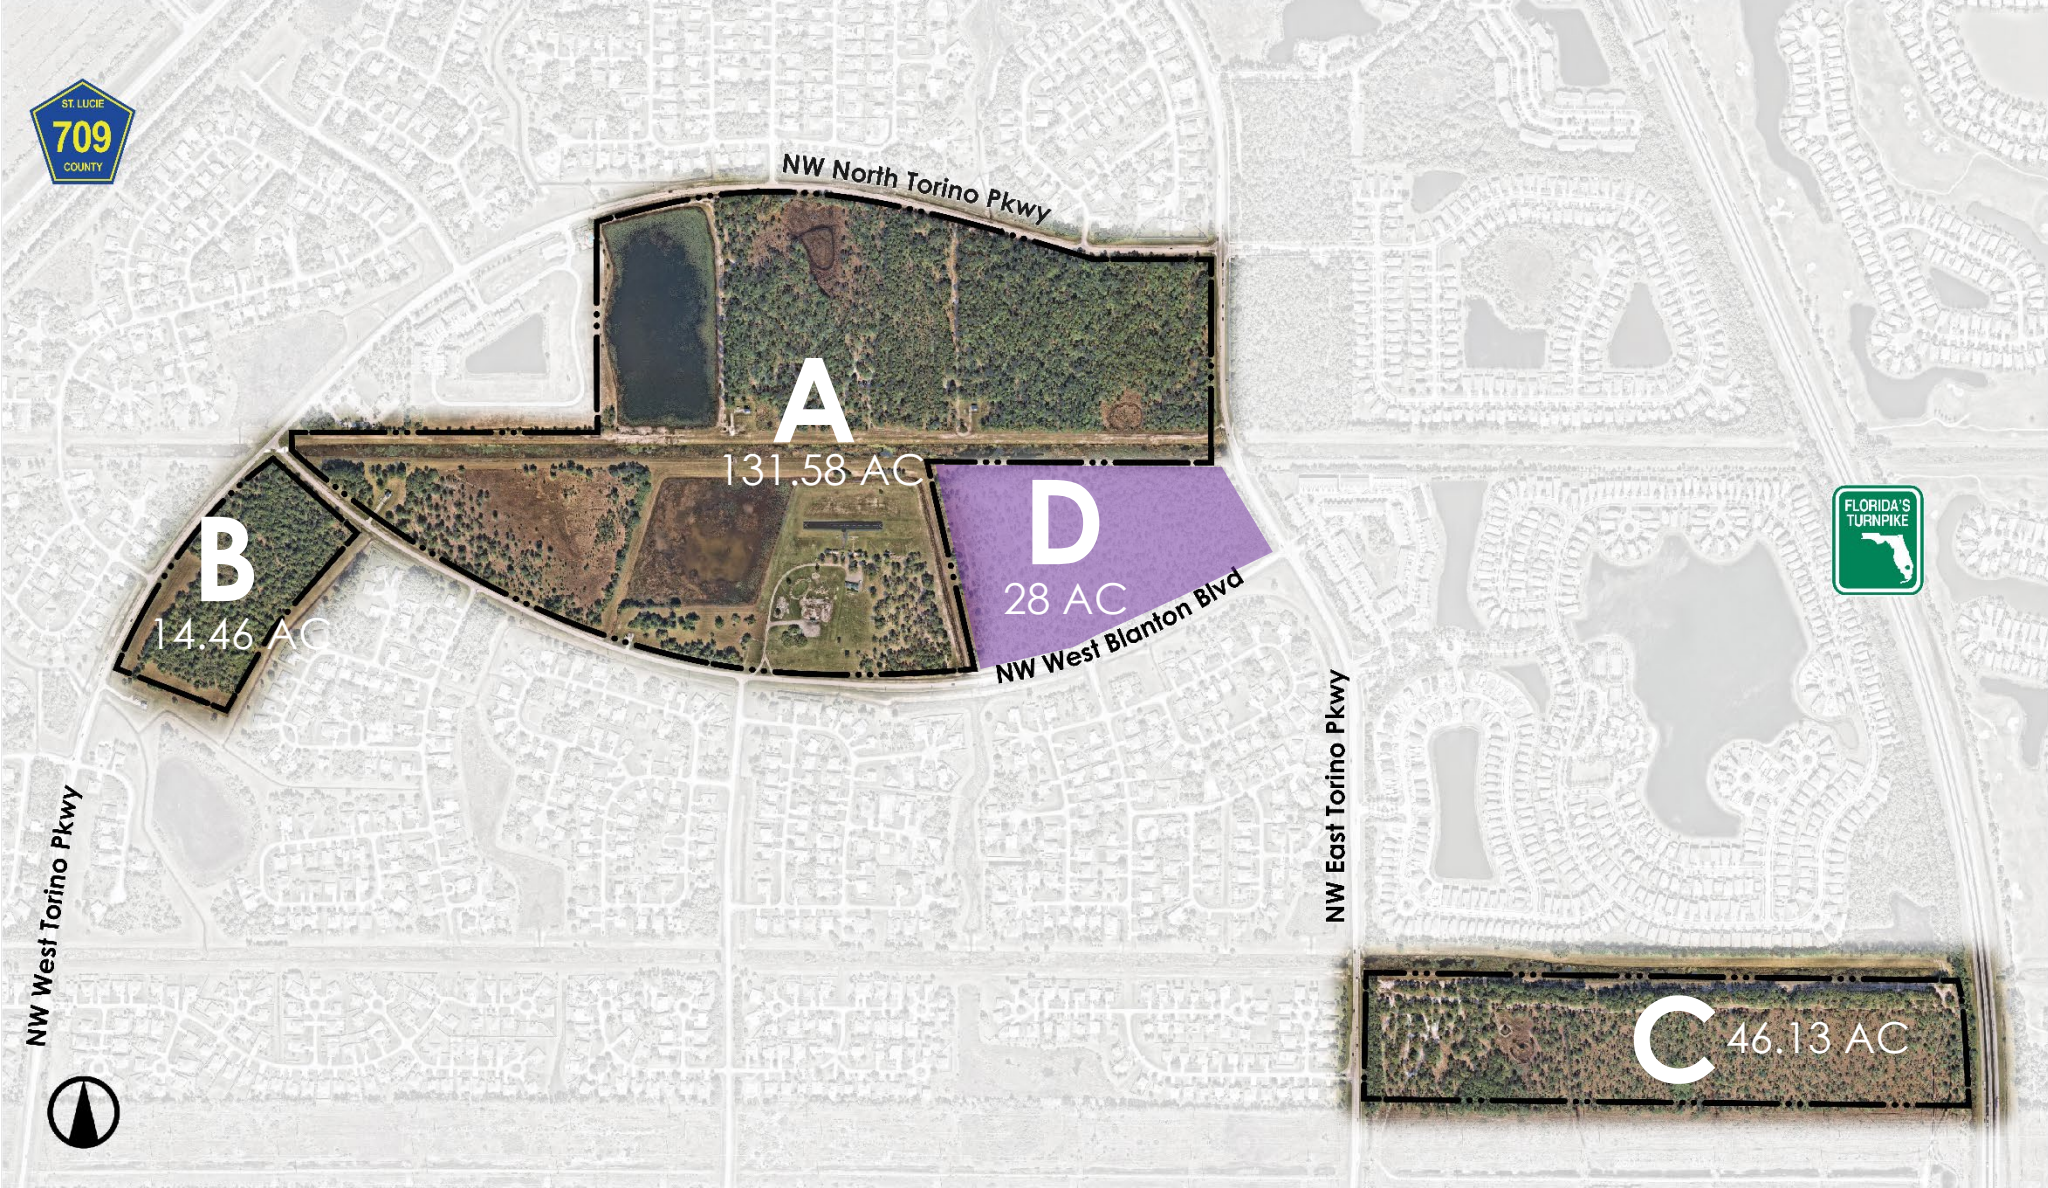 ST. LUCIE
709
COUNTY
NW North Torino Pkwy
A
131.58 AC
D
28 AC
B
14.46 AC
NW West Blanton Blvd
FLORIDA'S
TURNPIKE
NW East Torino Pkwy
NW West Torino Pkwy
C
46.13 AC